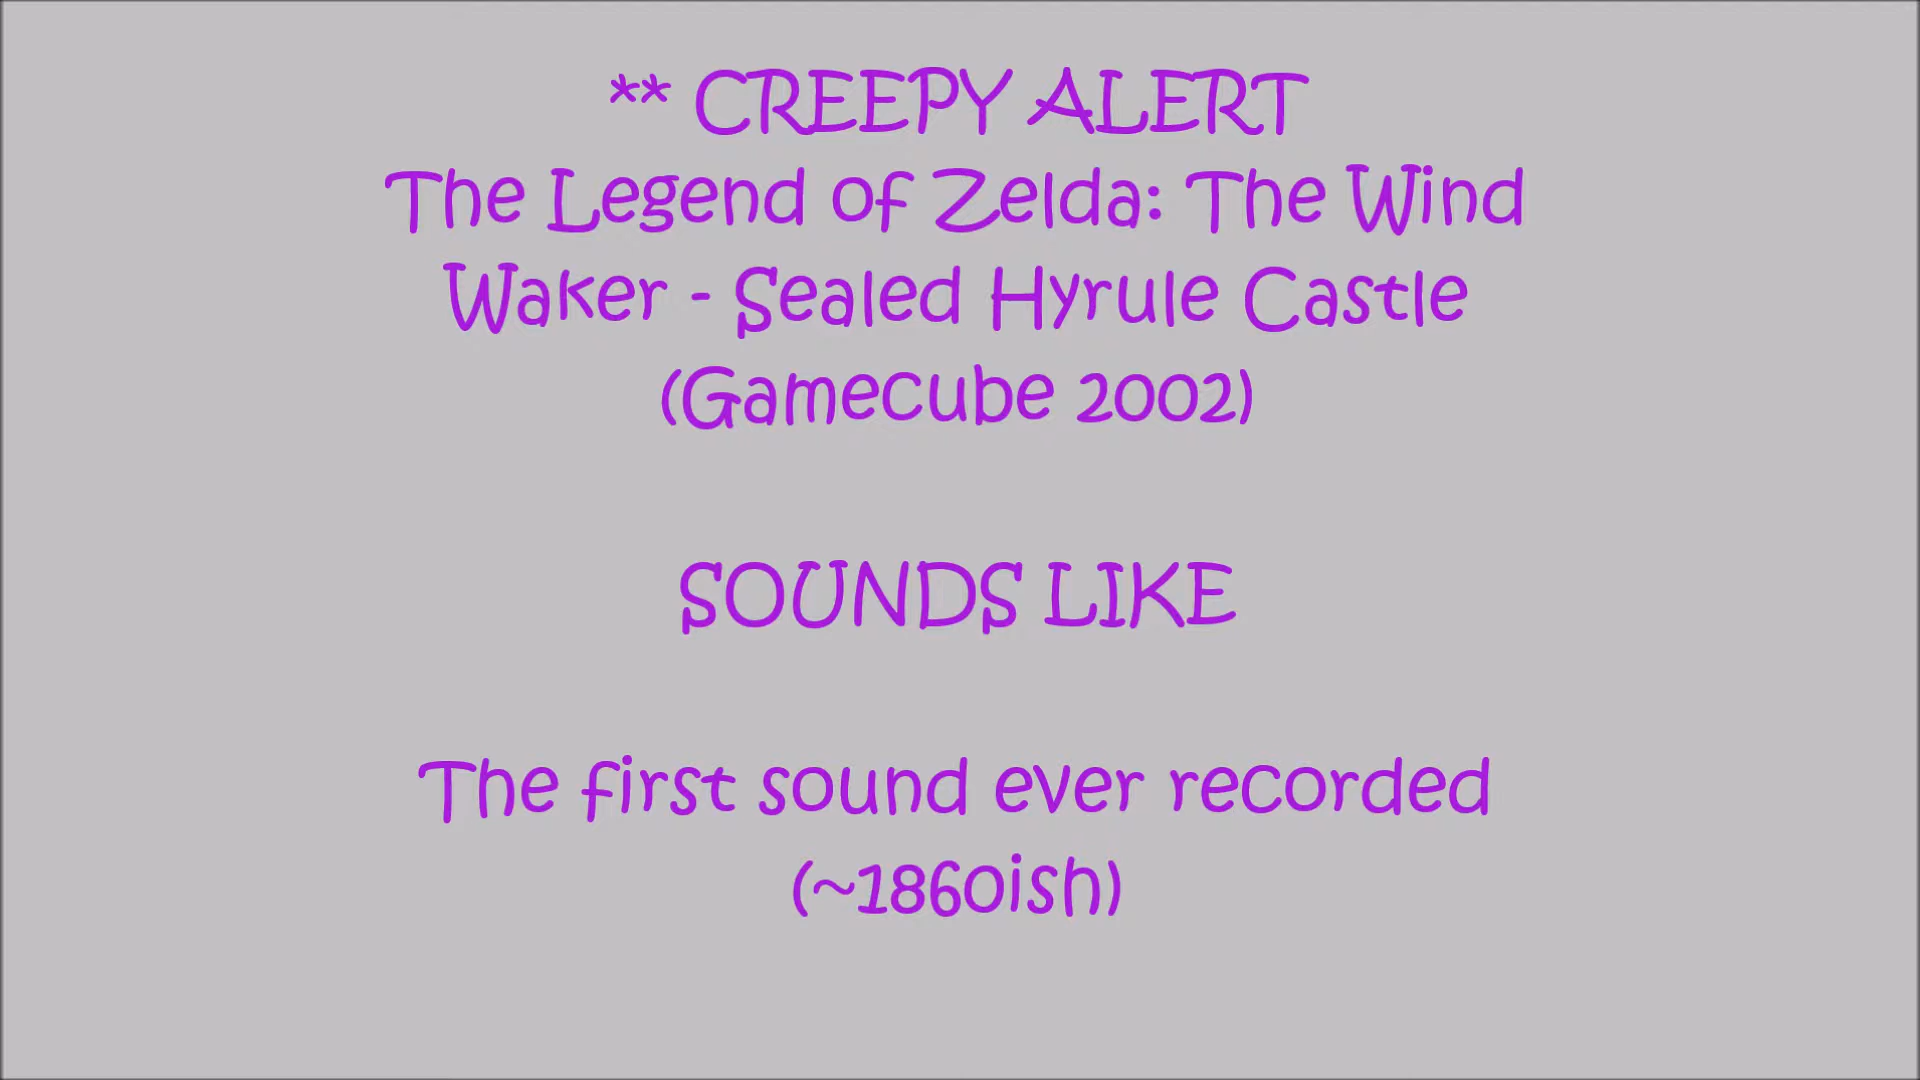 ** CREEPY ALERT
The Legend of Zelda: The Wind
Waker - Sealed Hyrule Castle
(Gamecube 2002)
SOUNDS LIKE
The first sound ever recorded
(~1860ish)